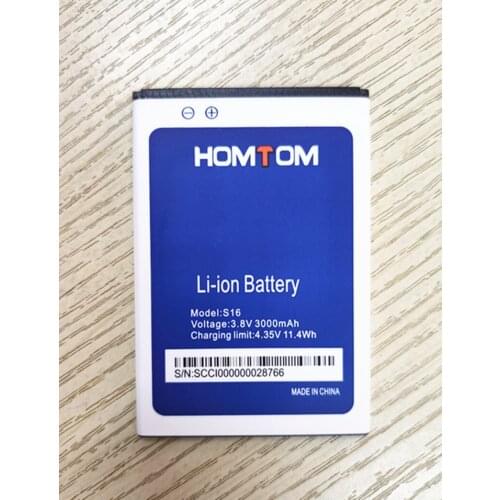 ⊖ ⊕
HOMTOM
Li-ion Battery
Model:S16
Voltage:3.8V 3000mAh
Charging limit:4.35V 11.4Wh
S/N:SCCI000000028766
MADE IN CHINA